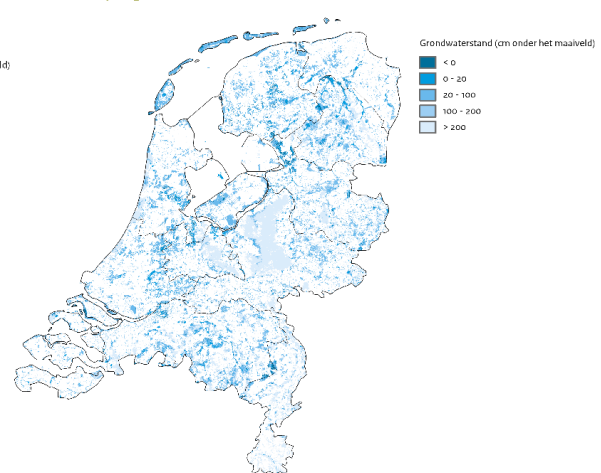 Grondwaterstand (cm onder het maaiveld)
ld)
< 0
0 - 20
20 - 100
100 - 200
> 200